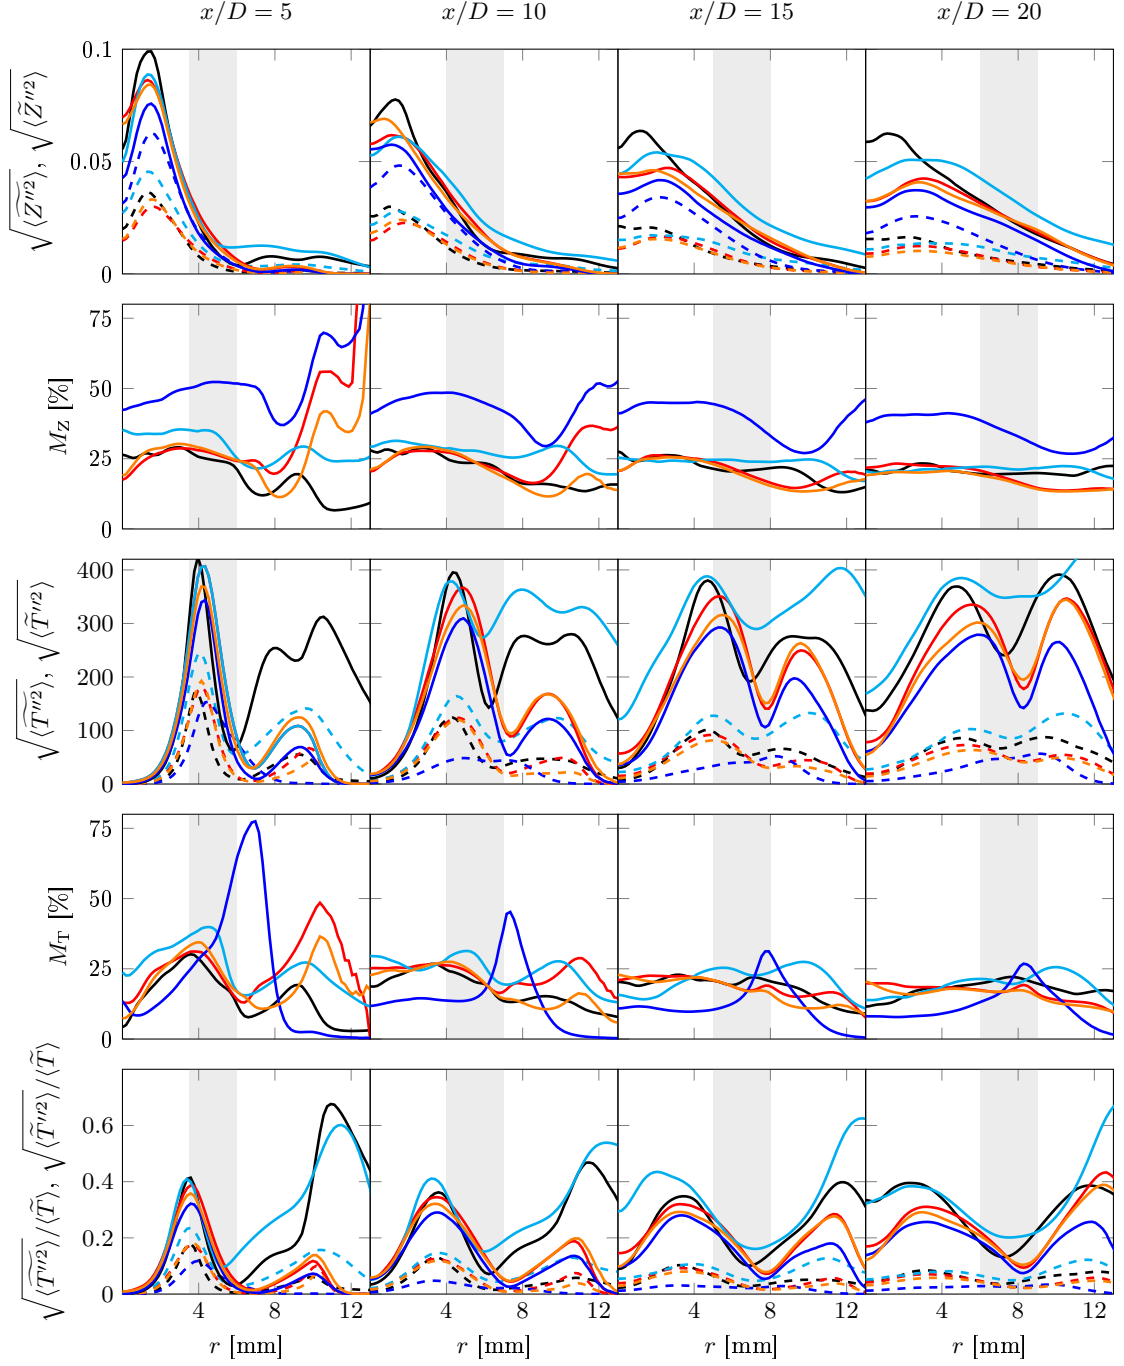 x/D = 5 x/D = 10 x/D = 15 x/D = 20
√⟨Z̃″²⟩, √⟨Z̃″²⟩
0.1
0.05
0
M_Z [%]
75
50
25
0
√⟨T̃″²⟩, √⟨T̃″²⟩
400
300
200
100
0
M_T [%]
75
50
25
0
√⟨T̃″²⟩/⟨T̃⟩, √⟨T̃″²⟩/⟨T̃⟩
0.6
0.4
0.2
0
4 8 12 4 8 12 4 8 12 4 8 12
r [mm] r [mm] r [mm] r [mm]